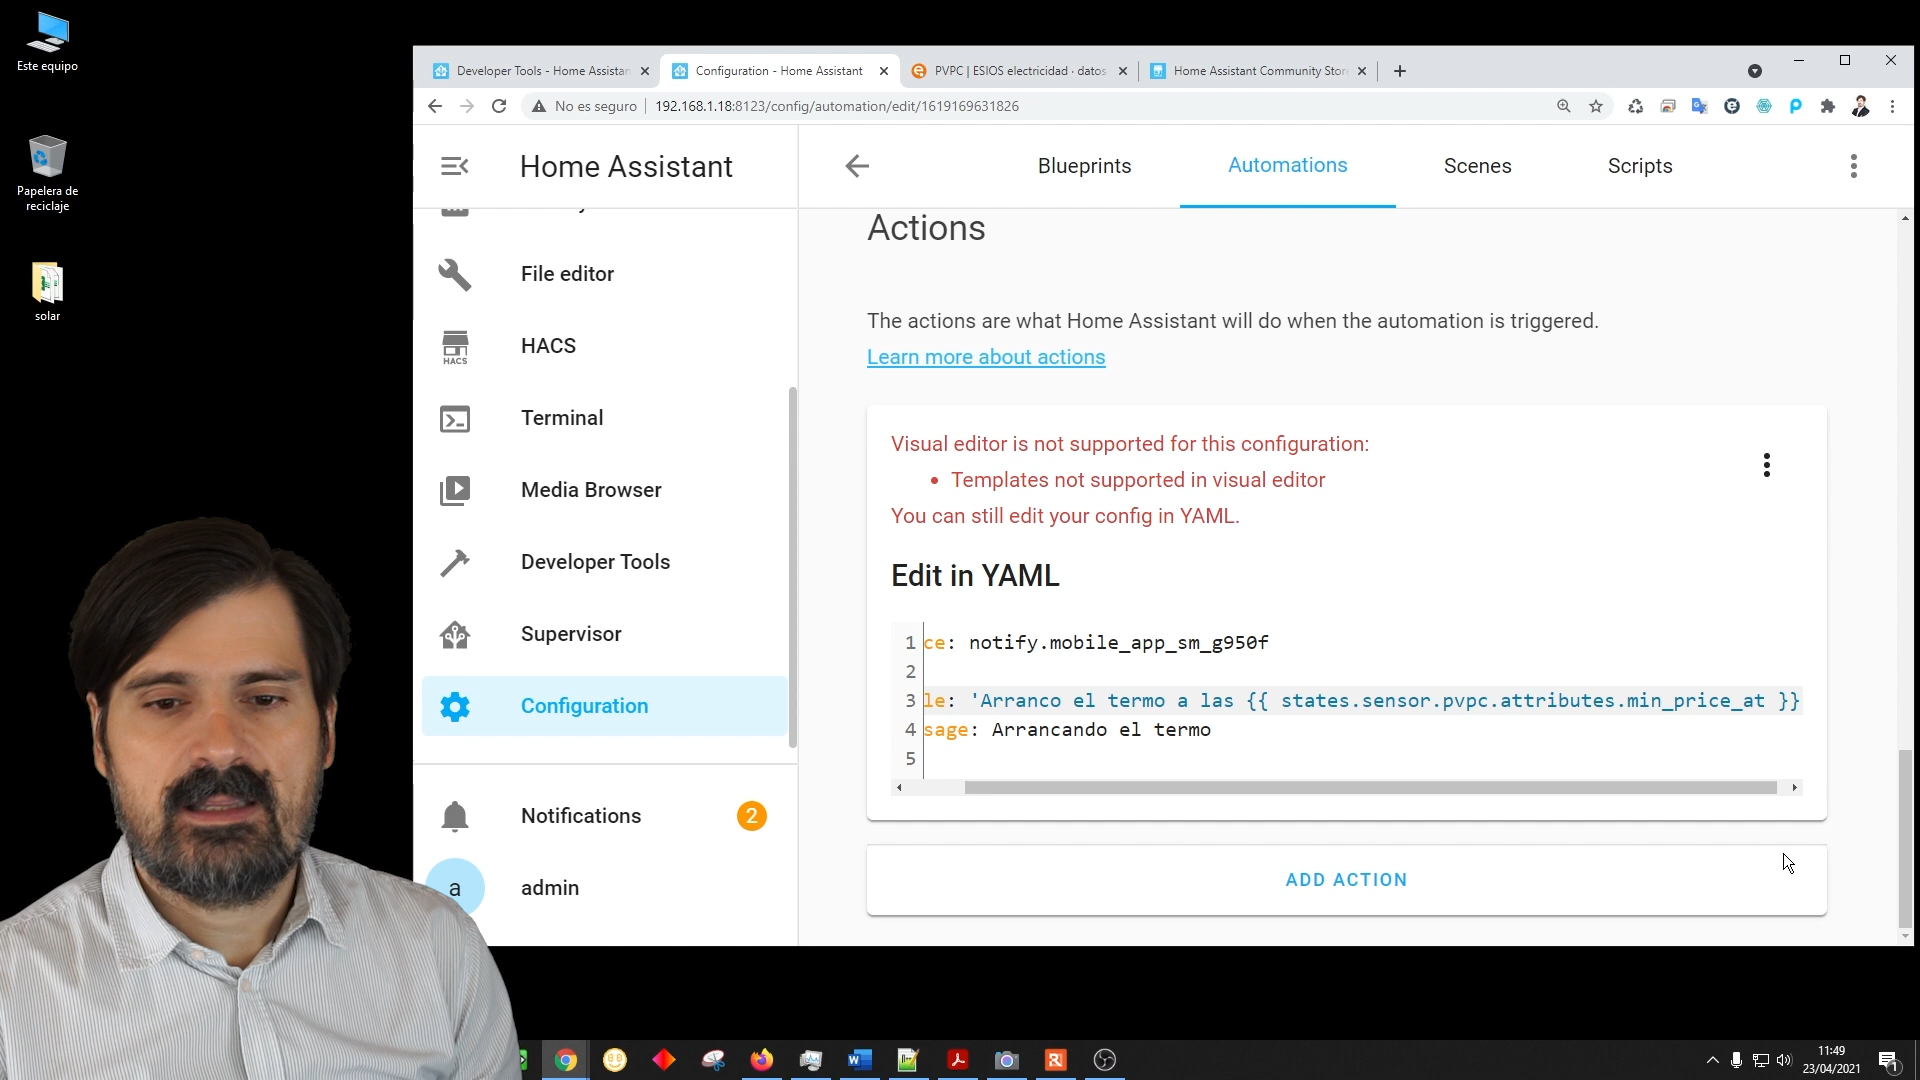 Este equipo
Papelera de
reciclaje
solar
Developer Tools - Home Assistan
Configuration - Home Assistant
PVPC | ESIOS electricidad · datos
Home Assistant Community Store
No es seguro
192.168.1.18:8123/config/automation/edit/1619169631826
Home Assistant
Blueprints
Automations
Scenes
Scripts
File editor
HACS
HACS
Terminal
Media Browser
Developer Tools
Supervisor
Configuration
Notifications
2
a
admin
Actions
The actions are what Home Assistant will do when the automation is triggered.
Learn more about actions
Visual editor is not supported for this configuration:
• Templates not supported in visual editor
You can still edit your config in YAML.
Edit in YAML
1 ce: notify.mobile_app_sm_g950f
2
3 le: 'Arranco el termo a las {{ states.sensor.pvpc.attributes.min_price_at }}
4 sage: Arrancando el termo
5
ADD ACTION
11:49
23/04/2021
1